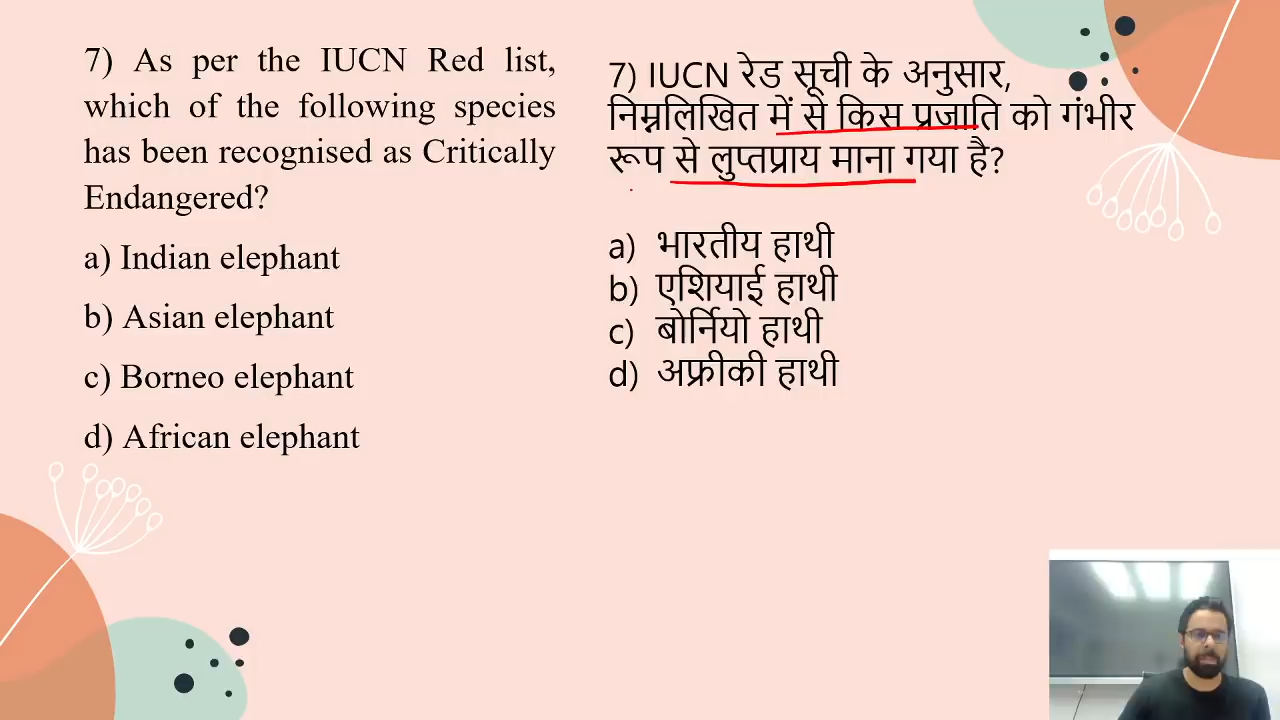 7) As per the IUCN Red list,
which of the following species
has been recognised as Critically
Endangered?
a) Indian elephant
b) Asian elephant
c) Borneo elephant
d) African elephant
7) IUCN रेड सूची के अनुसार,
निम्नलिखित में से किस प्रजाति को गंभीर
रूप से लुप्तप्राय माना गया है?
a) भारतीय हाथी
b) एशियाई हाथी
c) बोर्नियो हाथी
d) अफ्रीकी हाथी